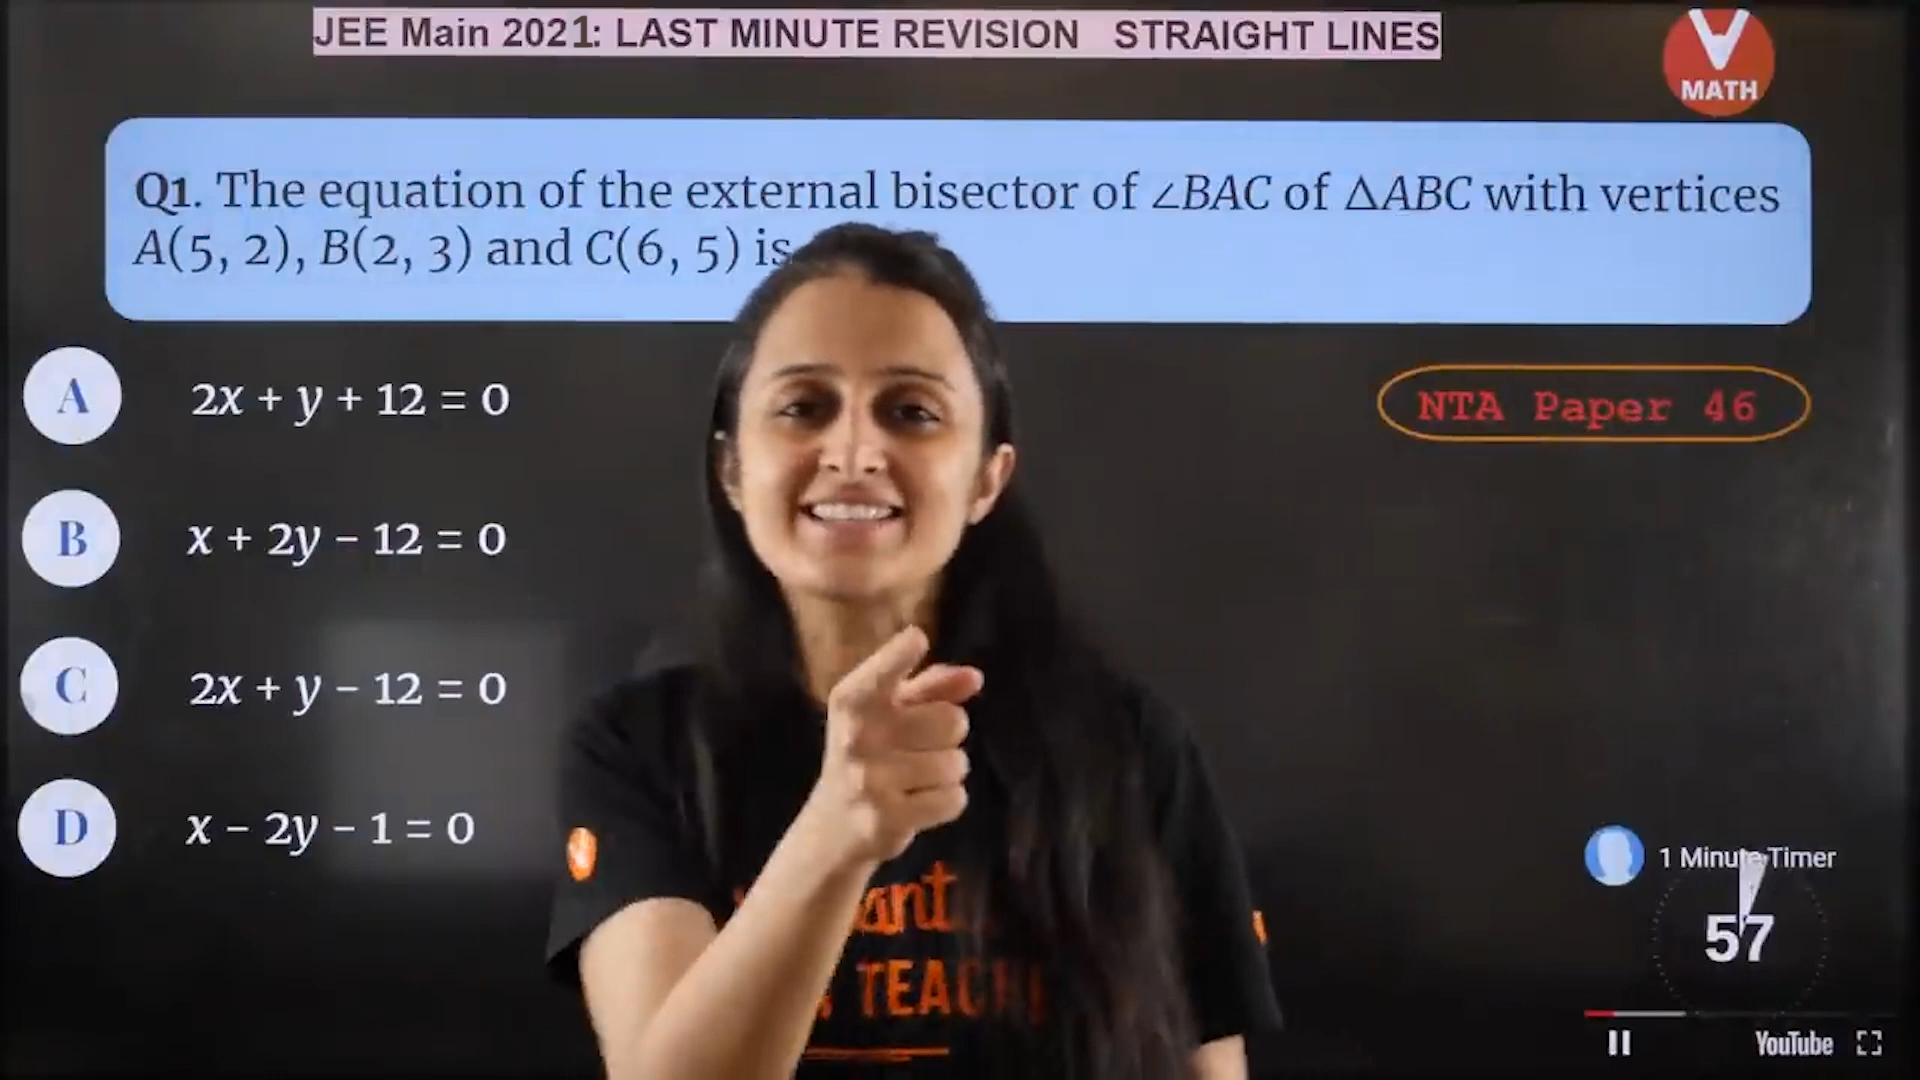 JEE Main 2021: LAST MINUTE REVISION STRAIGHT LINES
MATH
Q1. The equation of the external bisector of ∠BAC of ΔABC with vertices
A(5, 2), B(2, 3) and C(6, 5) is
A 2x + y + 12 = 0
NTA Paper 46
B x + 2y − 12 = 0
C 2x + y − 12 = 0
D x − 2y − 1 = 0
1 Minute Timer
57
YouTube